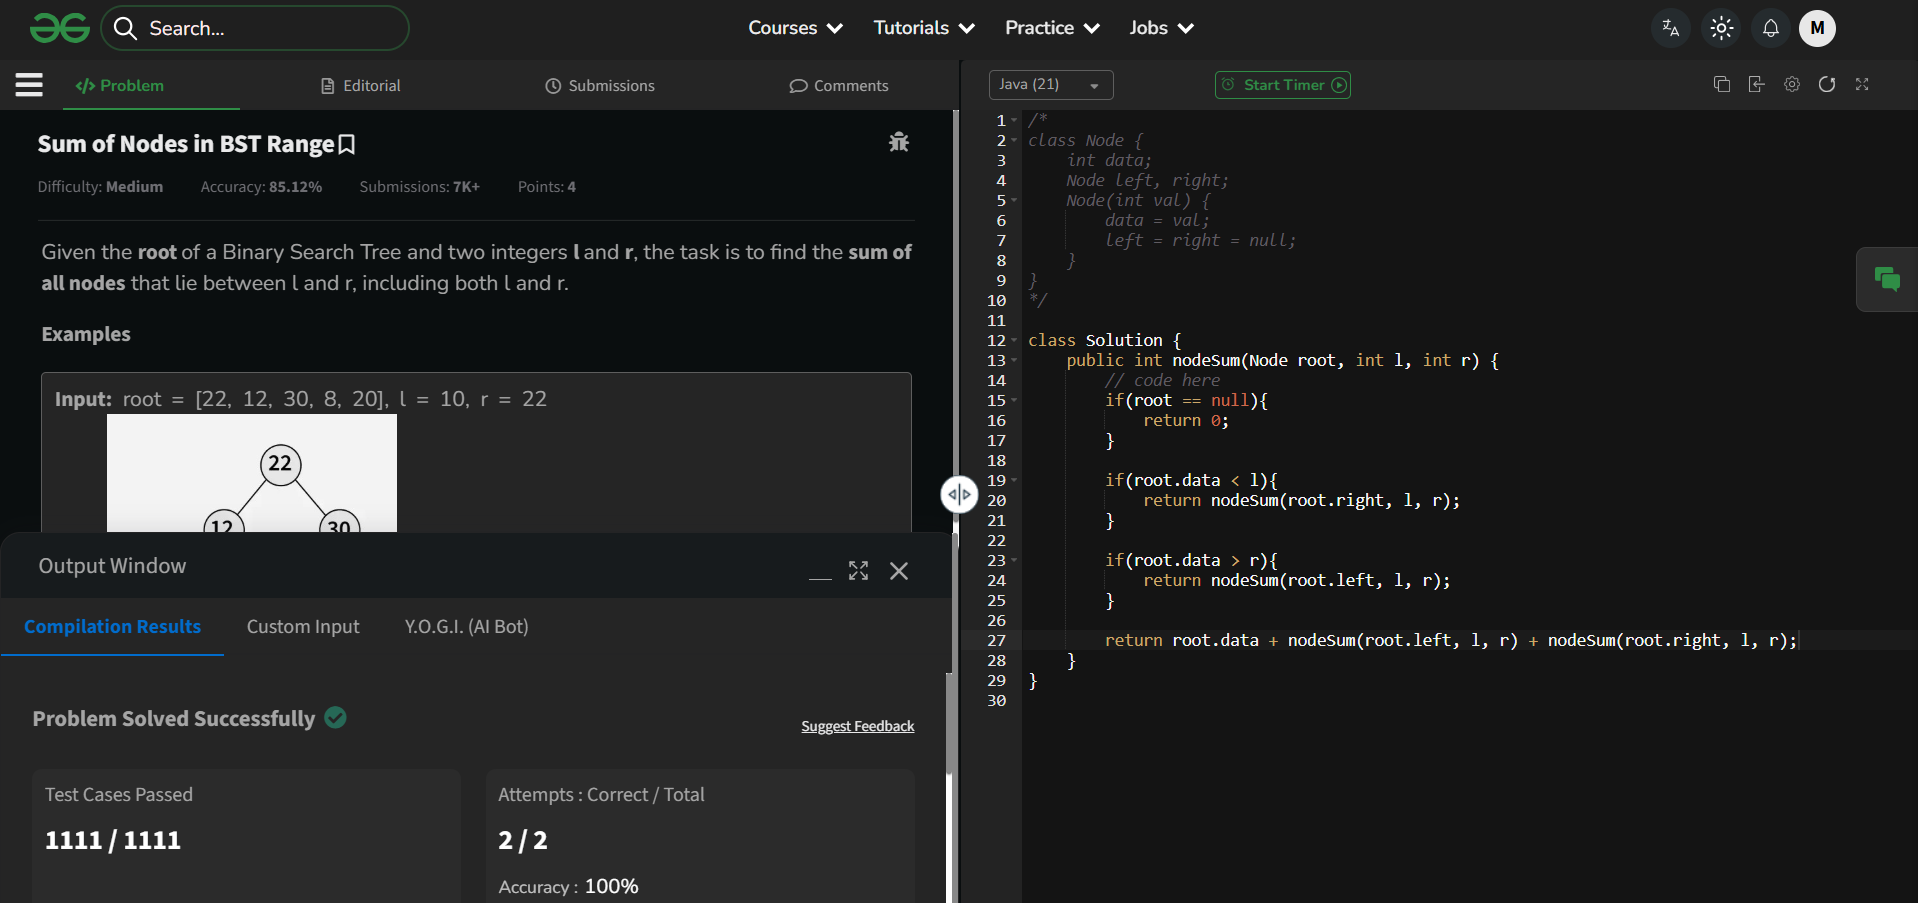 Search...
Courses
Tutorials
Practice
Jobs
M
</> Problem
Editorial
Submissions
Comments
Java (21)
Start Timer
Sum of Nodes in BST Range
Difficulty: Medium
Accuracy: 85.12%
Submissions: 7K+
Points: 4
Given the root of a Binary Search Tree and two integers l and r, the task is to find the sum of
all nodes that lie between l and r, including both l and r.
Examples
Input: root = [22, 12, 30, 8, 20], l = 10, r = 22
22
12
30
Output Window
Compilation Results
Custom Input
Y.O.G.I. (AI Bot)
Problem Solved Successfully
Suggest Feedback
Test Cases Passed
1111 / 1111
Attempts : Correct / Total
2 / 2
Accuracy : 100%
1 /*
2 class Node {
3     int data;
4     Node left, right;
5     Node(int val) {
6         data = val;
7         left = right = null;
8     }
9 }
10 */
11
12 class Solution {
13     public int nodeSum(Node root, int l, int r) {
14         // code here
15         if(root == null){
16             return 0;
17         }
18
19         if(root.data < l){
20             return nodeSum(root.right, l, r);
21         }
22
23         if(root.data > r){
24             return nodeSum(root.left, l, r);
25         }
26
27         return root.data + nodeSum(root.left, l, r) + nodeSum(root.right, l, r);
28     }
29 }
30